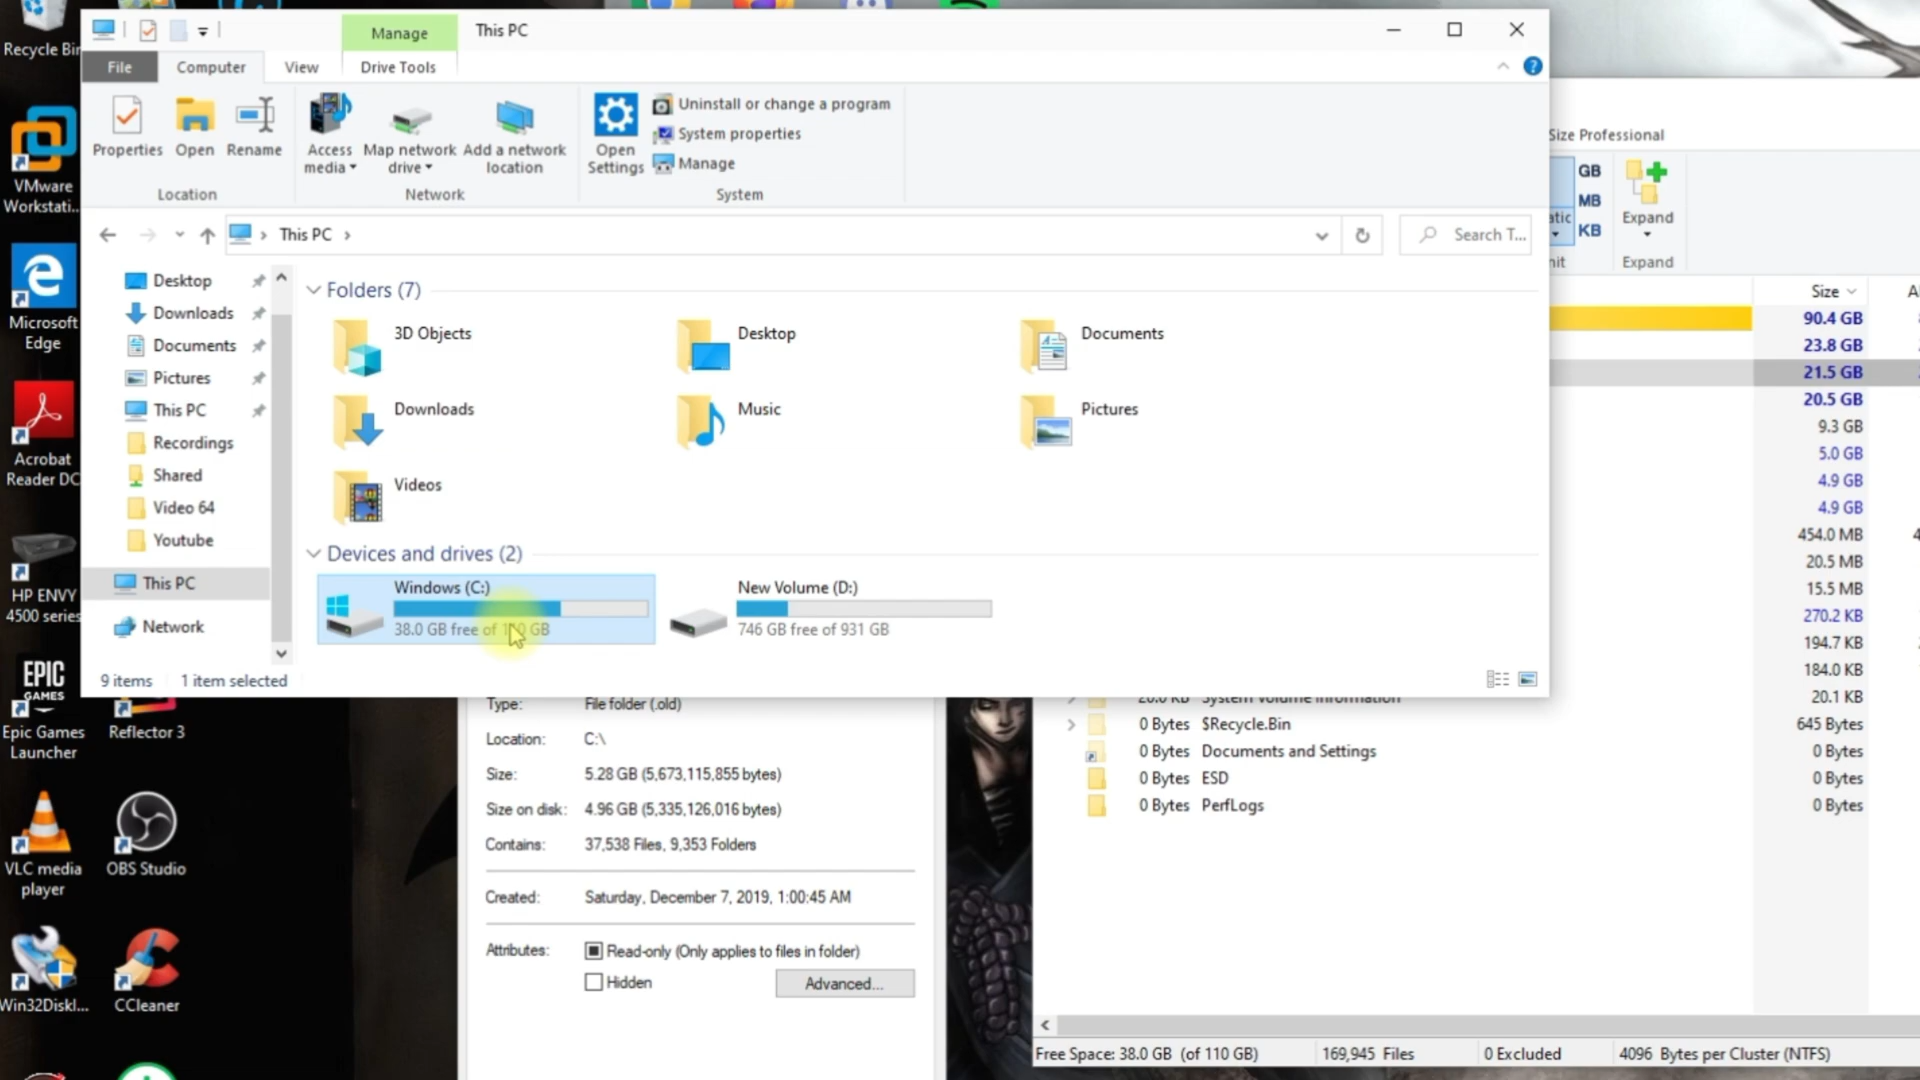 Recycle Bin
VMware
Workstati...
Microsoft
Edge
Acrobat
Reader DC
HP ENVY
4500 series
EPIC
GAMES
Epic Games
Launcher
Reflector 3
VLC media
player
OBS Studio
Win32DiskI...
CCleaner
Manage
This PC
File
Computer
View
Drive Tools
Properties
Open
Rename
Access
media
Map network
drive
Add a network
location
Open
Settings
Uninstall or change a program
System properties
Manage
Location
Network
System
This PC
Search T...
Desktop
Downloads
Documents
Pictures
This PC
Recordings
Shared
Video 64
Youtube
This PC
Network
Folders (7)
3D Objects
Desktop
Documents
Downloads
Music
Pictures
Videos
Devices and drives (2)
Windows (C:)
38.0 GB free of 110 GB
New Volume (D:)
746 GB free of 931 GB
9 items
1 item selected
Type: File folder (.old)
Location: C:\
Size: 5.28 GB (5,673,115,855 bytes)
Size on disk: 4.96 GB (5,335,126,016 bytes)
Contains: 37,538 Files, 9,353 Folders
Created: Saturday, December 7, 2019, 1:00:45 AM
Attributes: Read-only (Only applies to files in folder)
Hidden
Advanced...
Size Professional
GB
MB
KB
Expand
Expand
Size
90.4 GB
23.8 GB
21.5 GB
20.5 GB
9.3 GB
5.0 GB
4.9 GB
4.9 GB
454.0 MB
20.5 MB
15.5 MB
270.2 KB
194.7 KB
184.0 KB
20.0 KB System Volume Information 20.1 KB
0 Bytes $Recycle.Bin 645 Bytes
0 Bytes Documents and Settings 0 Bytes
0 Bytes ESD 0 Bytes
0 Bytes PerfLogs 0 Bytes
Free Space: 38.0 GB (of 110 GB)
169,945 Files
0 Excluded
4096 Bytes per Cluster (NTFS)